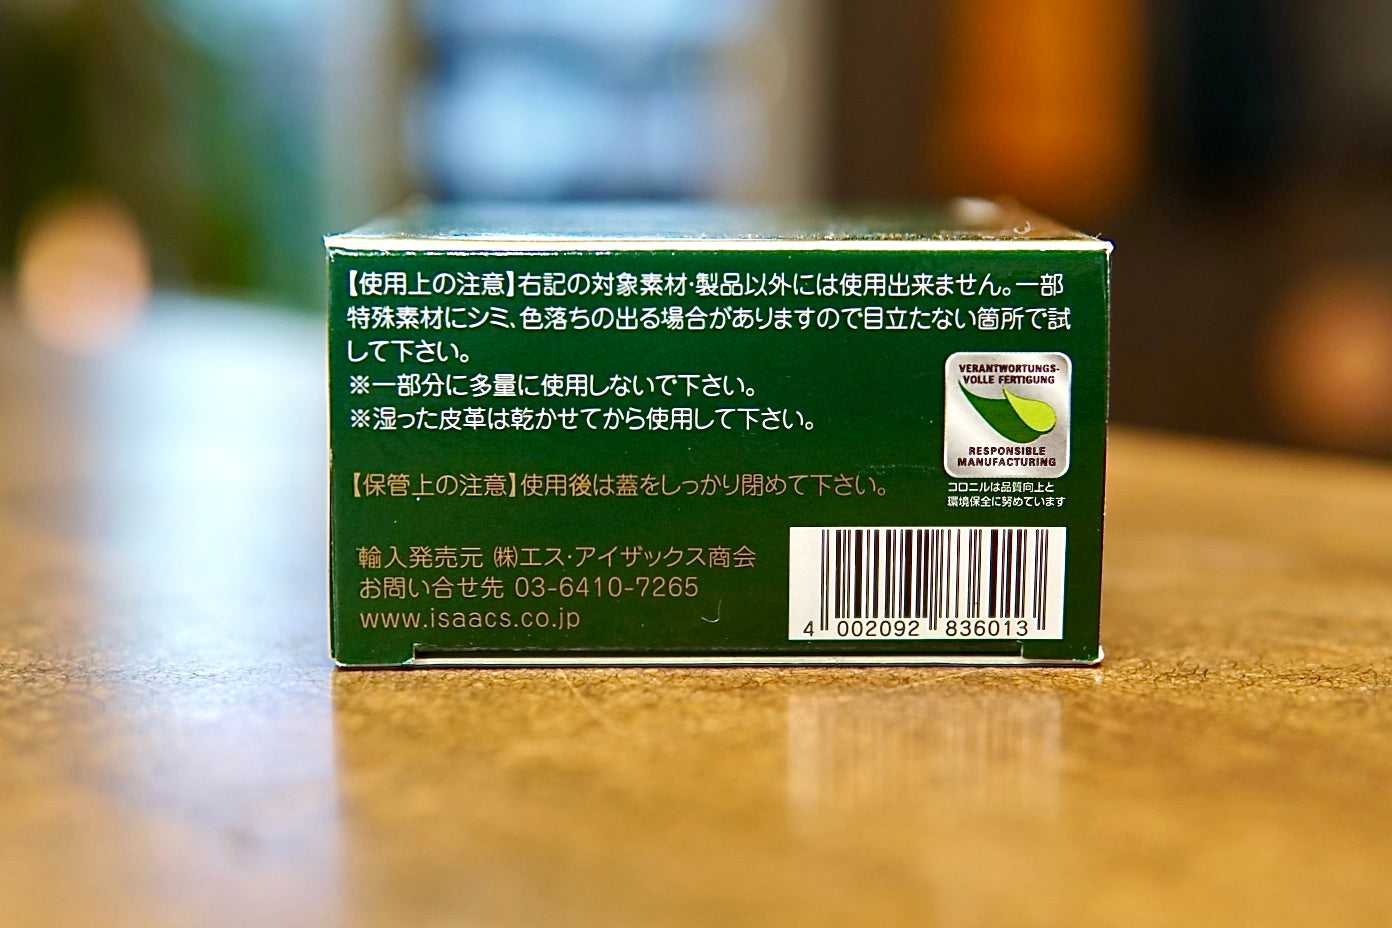 【使用上の注意】右記の対象素材・製品以外には使用出来ません。一部
特殊素材にシミ、色落ちの出る場合がありますので目立たない箇所で試
して下さい。
※一部分に多量に使用しないで下さい。
※湿った皮革は乾かせてから使用して下さい。
VERANTWORTUNGS-
VOLLE FERTIGUNG
RESPONSIBLE
MANUFACTURING
コロニルは品質向上と
環境保全に努めています
【保管上の注意】使用後は蓋をしっかり閉めて下さい。
輸入発売元 ㈱エス・アイザックス商会
お問い合せ先 03-6410-7265
www.isaacs.co.jp
4 002092 836013